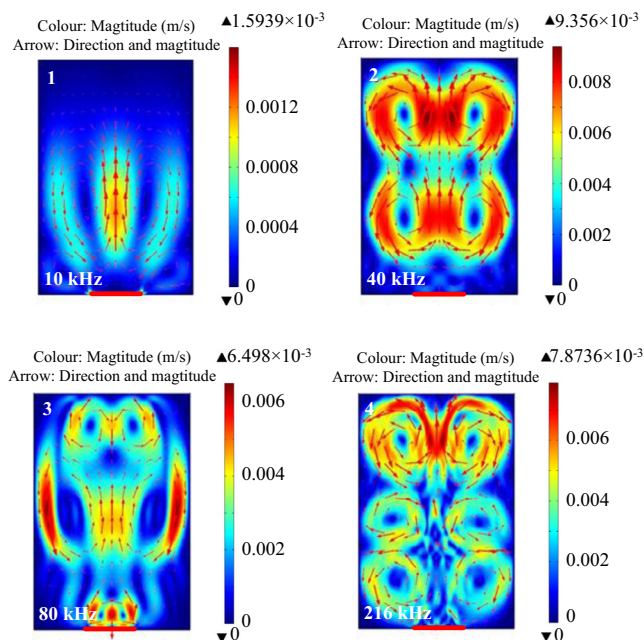 Colour: Magtitude (m/s) ▲1.5939×10⁻³
Arrow: Direction and magtitude
1
0.0012
0.0008
0.0004
0
10 kHz
▼0
Colour: Magtitude (m/s) ▲9.356×10⁻³
Arrow: Direction and magtitude
2
0.008
0.006
0.004
0.002
0
40 kHz
▼0
Colour: Magtitude (m/s) ▲6.498×10⁻³
Arrow: Direction and magtitude
3
0.006
0.004
0.002
0
80 kHz
▼0
Colour: Magtitude (m/s) ▲7.8736×10⁻³
Arrow: Direction and magtitude
4
0.006
0.004
0.002
0
216 kHz
▼0